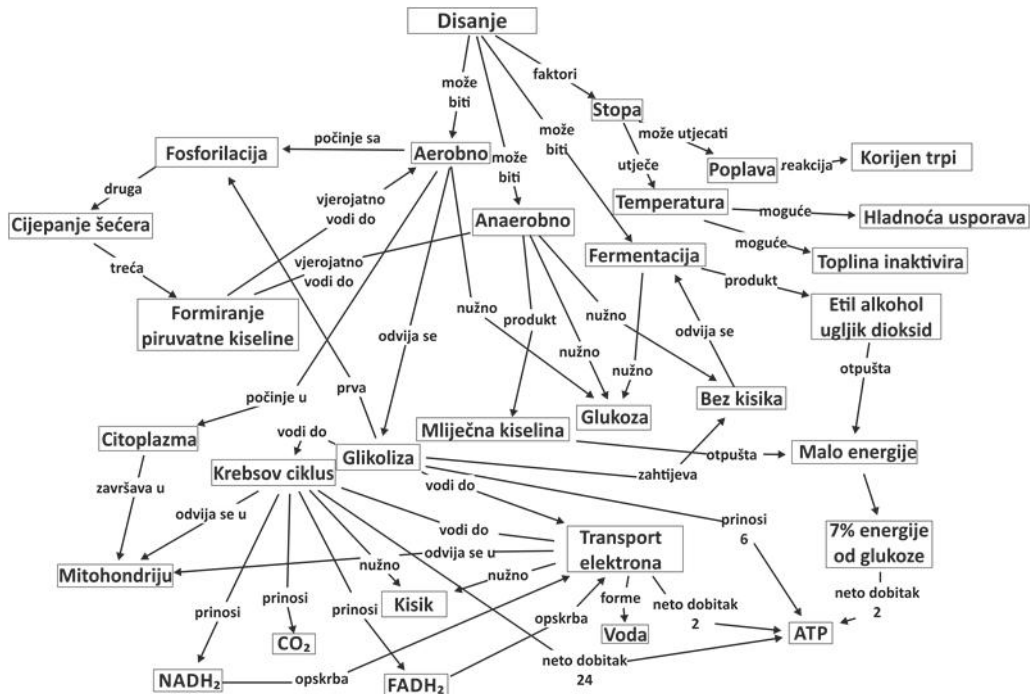 Disanje
faktori
može
biti
Stopa
može
biti
može utjecati
počinje sa
Fosforilacija
Aerobno
može
biti
utječe
Poplava
reakcija
Korijen trpi
druga
vjerojatno
vodi do
Temperatura
moguće
Hladnoća usporava
Cijepanje šećera
Anaerobno
moguće
Fermentacija
Toplina inaktivira
treća
vjerojatno
vodi do
produkt
Formiranje
piruvatne kiseline
nužno
produkt
nužno
odvija se
Etil alkohol
ugljik dioksid
odvija se
nužno
nužno
otpušta
prva
počinje u
Glukoza
Bez kisika
Citoplazma
vodi do
Mliječna kiselina
Glikoliza
otpušta
Malo energije
Krebsov ciklus
zahtijeva
vodi do
završava u
odvija se u
prinosi
6
7% energije
od glukoze
vodi do
Transport
elektrona
odvija se u
Mitohondriju
nužno
nužno
neto dobitak
2
Kisik
forme
neto dobitak
2
prinosi
prinosi
prinosi
opskrba
Voda
ATP
CO₂
neto dobitak
24
NADH₂
opskrba
FADH₂